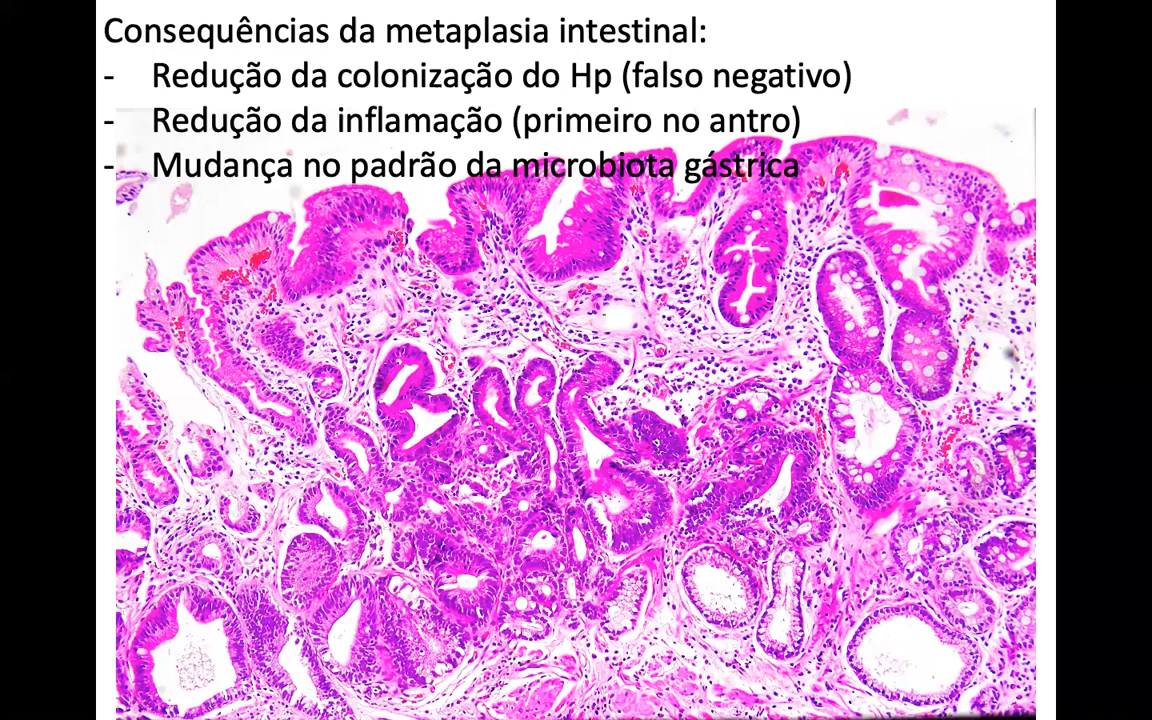 Consequências da metaplasia intestinal:
- Redução da colonização do Hp (falso negativo)
- Redução da inflamação (primeiro no antro)
- Mudança no padrão da microbiota gástrica